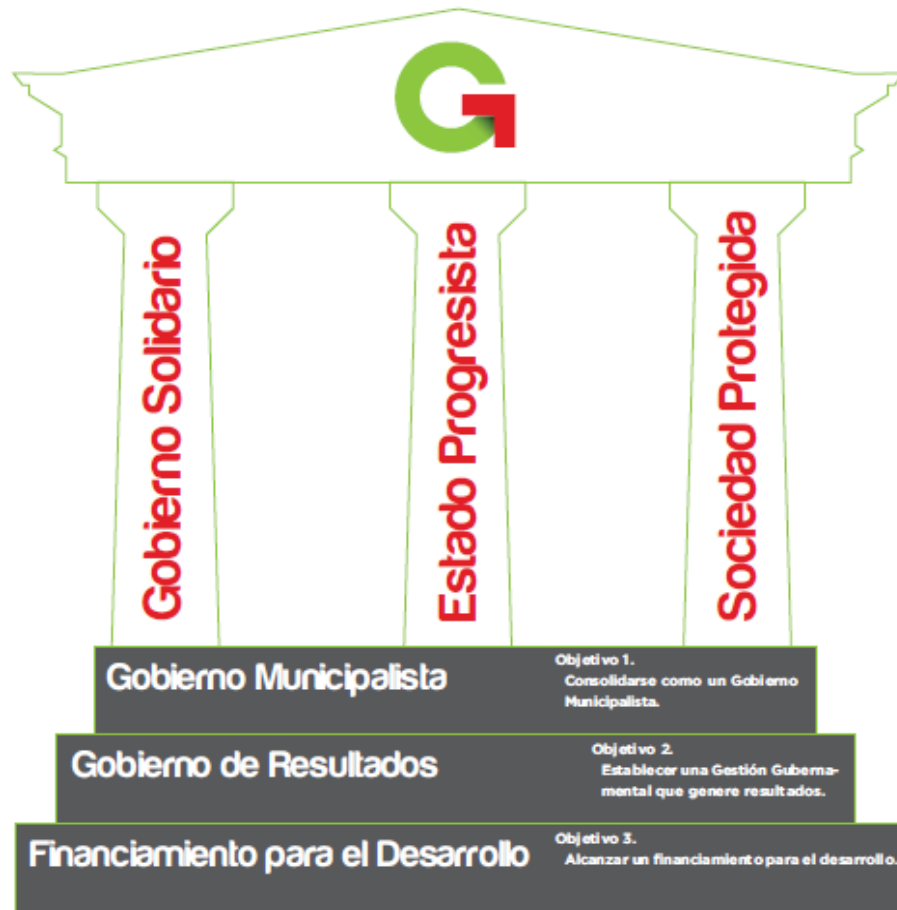 G
Gobierno Solidario
Estado Progresista
Sociedad Protegida
Gobierno Municipalista
Objetivo 1.
Consolidarse como un Gobierno
Municipalista.
Gobierno de Resultados
Objetivo 2.
Establecer una Gestión Guberna-
mental que genere resultados.
Financiamiento para el Desarrollo
Objetivo 3.
Alcanzar un financiamiento para el desarrollo.